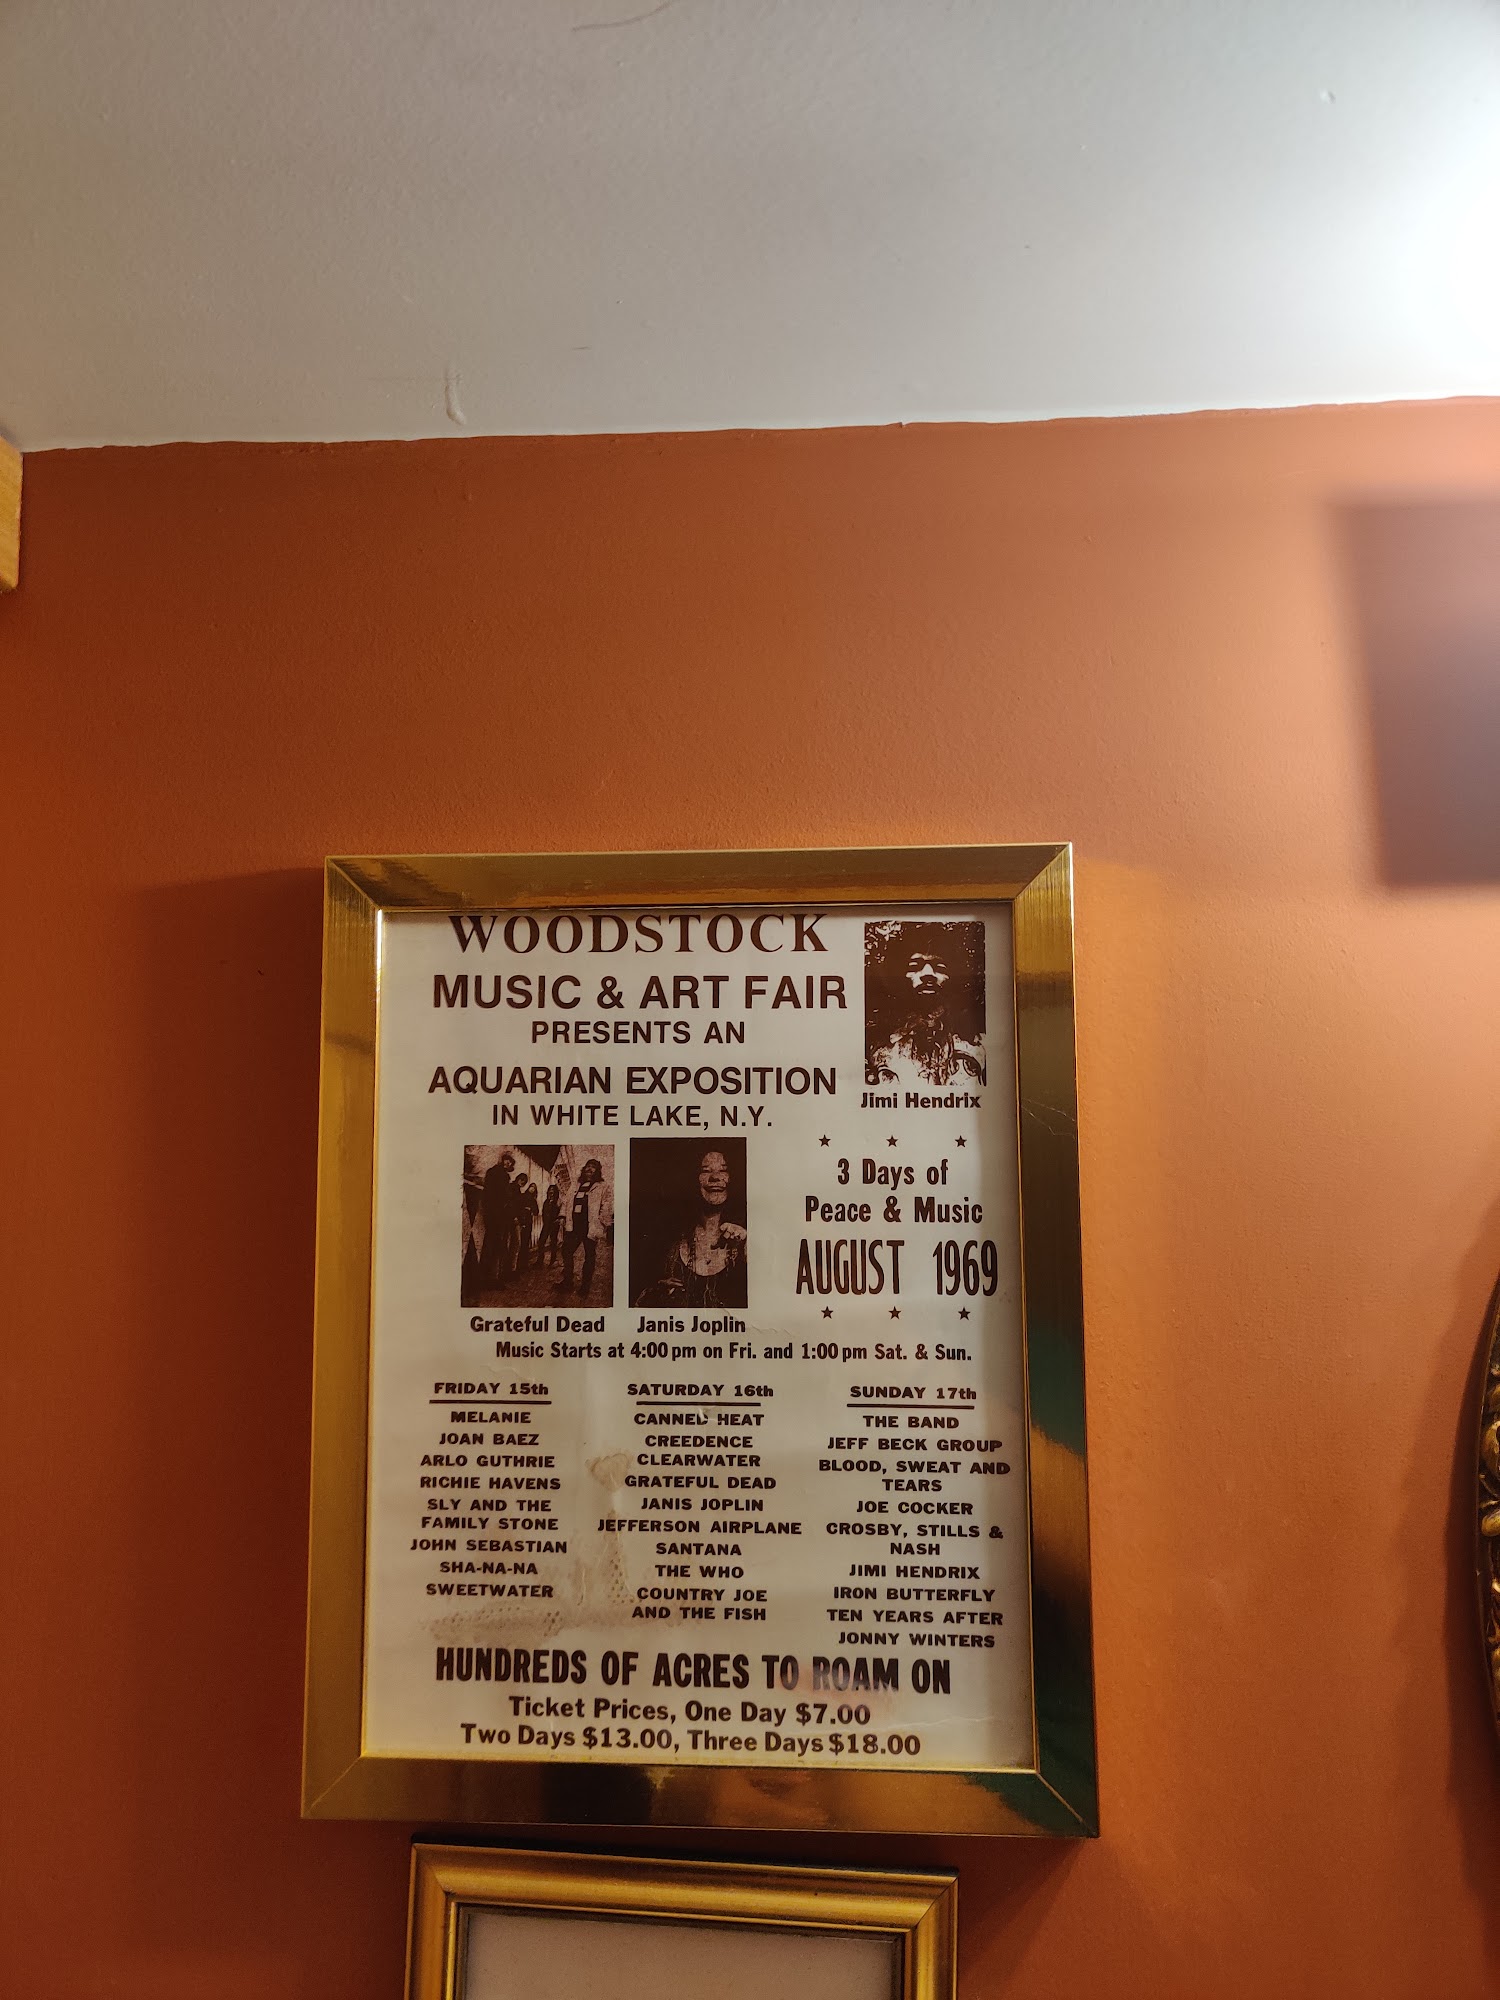 WOODSTOCK
MUSIC & ART FAIR
PRESENTS AN
AQUARIAN EXPOSITION
IN WHITE LAKE, N.Y.
Jimi Hendrix
3 Days of
Peace & Music
AUGUST 1969
Grateful Dead
Janis Joplin
Music Starts at 4:00 pm on Fri. and 1:00 pm Sat. & Sun.
FRIDAY 15th
MELANIE
JOAN BAEZ
ARLO GUTHRIE
RICHIE HAVENS
SLY AND THE
FAMILY STONE
JOHN SEBASTIAN
SHA-NA-NA
SWEETWATER
SATURDAY 16th
CANNED HEAT
CREEDENCE
CLEARWATER
GRATEFUL DEAD
JANIS JOPLIN
JEFFERSON AIRPLANE
SANTANA
THE WHO
COUNTRY JOE
AND THE FISH
SUNDAY 17th
THE BAND
JEFF BECK GROUP
BLOOD, SWEAT AND
TEARS
JOE COCKER
CROSBY, STILLS &
NASH
JIMI HENDRIX
IRON BUTTERFLY
TEN YEARS AFTER
JONNY WINTERS
HUNDREDS OF ACRES TO ROAM ON
Ticket Prices, One Day $7.00
Two Days $13.00, Three Days $18.00